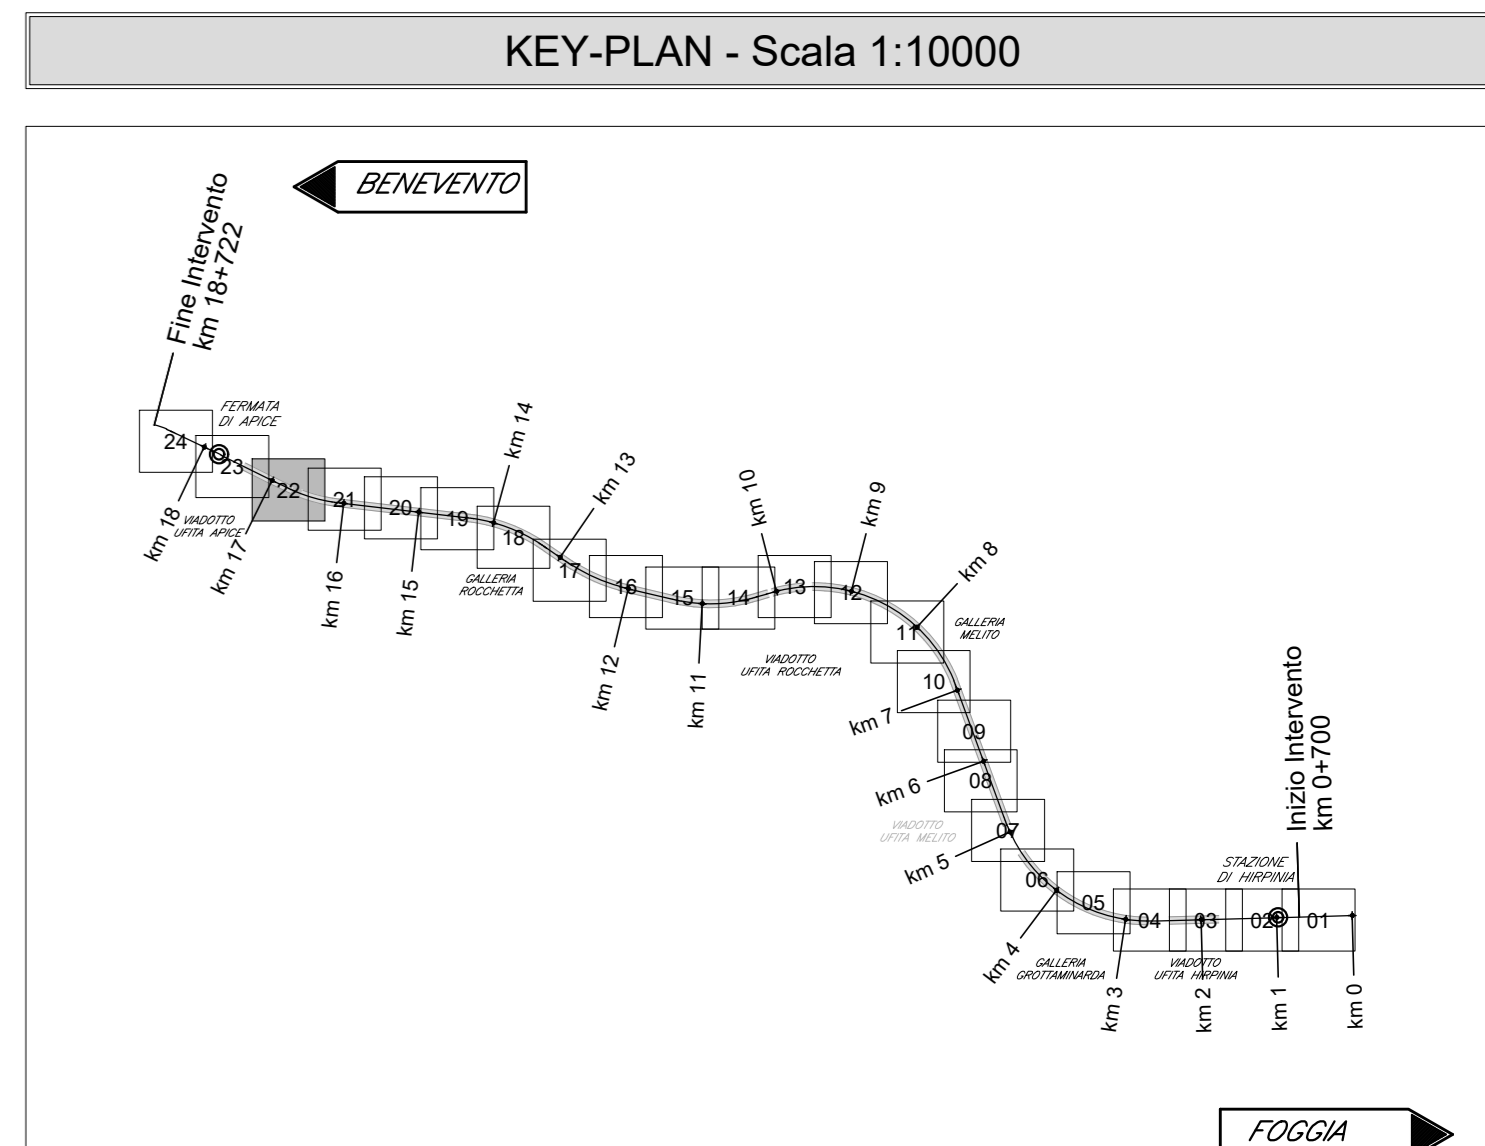 KEY-PLAN - Scala 1:10000
BENEVENTO
Fine Intervento
km 18+722
FERMATA
DI APICE
24
23
22
21
20
19
18
17
16
15
14
13
12
11
10
09
08
07
06
05
04
03
02
01
km 18
VIADOTTO
UFITA APICE
km 17
km 16
km 15
km 14
GALLERIA
ROCCHETTA
km 13
km 12
km 11
VIADOTTO
UFITA ROCCHETTA
km 10
km 9
km 8
GALLERIA
MELITO
km 7
km 6
VIADOTTO
UFITA MELITO
km 5
km 4
GALLERIA
GROTTAMINARDA
km 3
VIADOTTO
UFITA HIRPINIA
km 2
STAZIONE
DI HIRPINIA
km 1
Inizio Intervento
km 0+700
km 0
FOGGIA